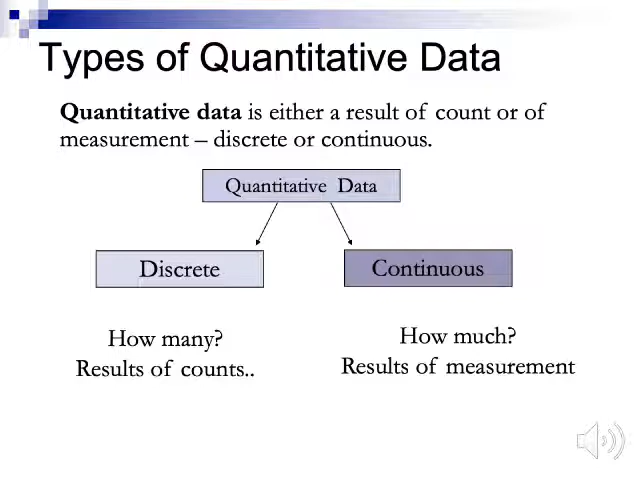 Types of Quantitative Data
Quantitative data is either a result of count or of
measurement – discrete or continuous.
Quantitative Data
Discrete
Continuous
How many?
Results of counts..
How much?
Results of measurement